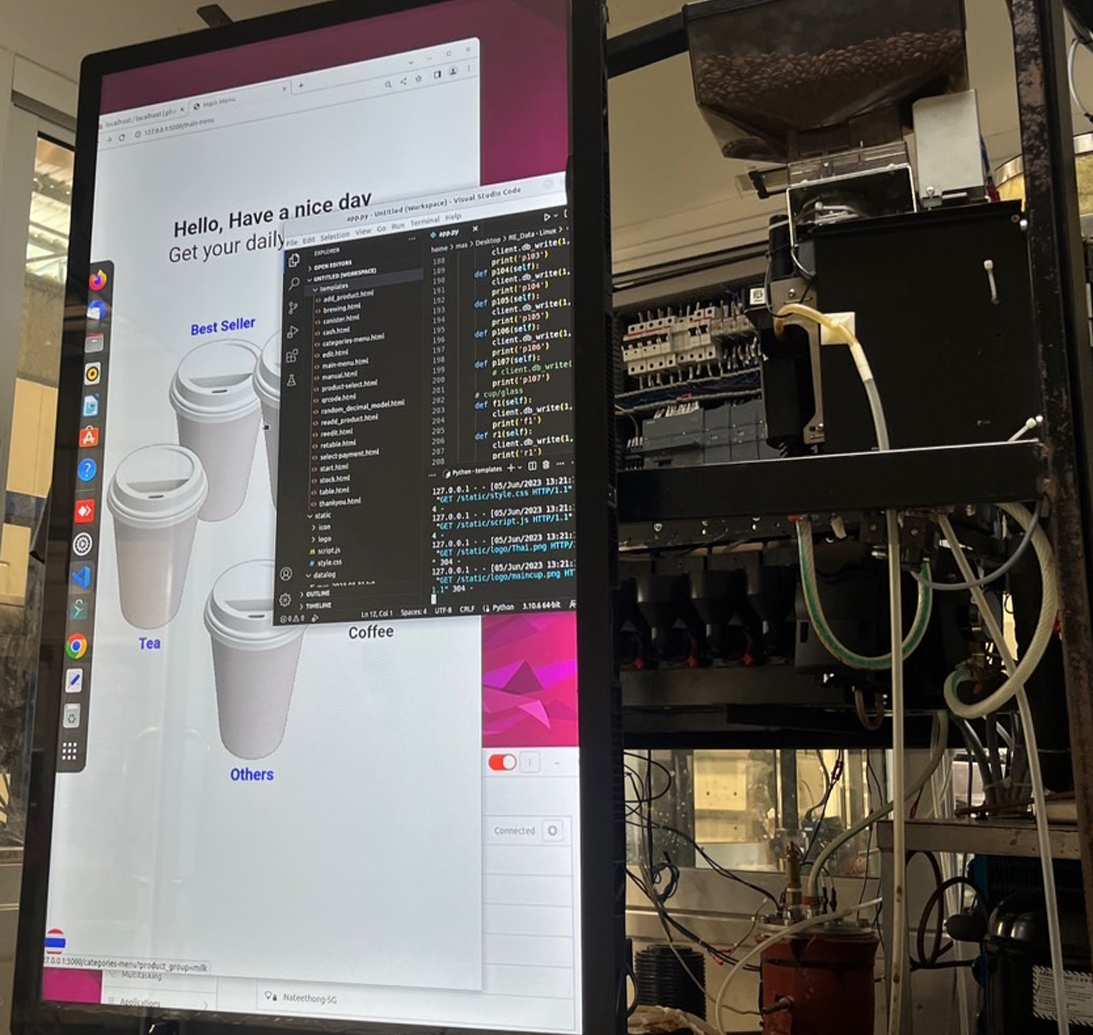 localhost / localhost | ph
Main Menu
127.0.0.1:5000/main-menu
Hello, Have a nice day
Get your daily
Best Seller
Tea
Coffee
Others
127.0.0.1:5000/categories-menu?product_group=milk
Multitasking
Applications
Nateethong-5G
Connected
app.py - Untitled (Workspace) - Visual Studio Code
File Edit Selection View Go Run Terminal Help
EXPLORER
OPEN EDITORS
UNTITLED (WORKSPACE)
templates
add_product.html
brewing.html
canister.html
cash.html
categories-menu.html
edit.html
main-menu.html
manual.html
product-select.html
qrcode.html
random_decimal_model.html
readd_product.html
reedit.html
retable.html
select-payment.html
start.html
stock.html
table.html
thankyou.html
static
icon
logo
script.js
style.css
datalog
OUTLINE
TIMELINE
app.py
home > mas > Desktop > RE_Data - Linux >
188 client.db_write(1,
189 print('p103')
190 def p104(self):
191 client.db_write(1,
192 print('p104')
193 def p105(self):
194 client.db_write(1,
195 print('p105')
196 def p106(self):
197 client.db_write(1,
198 print('p106')
199 def p107(self):
200 # client.db_write(
201 print('p107')
202 # cup/glass
203 def f1(self):
204 client.db_write(1,
205 print('f1')
206 def r1(self):
207 client.db_write(1,
208 print('r1')
Python - templates
127.0.0.1 - - [05/Jun/2023 13:21:
"GET /static/style.css HTTP/1.1"
4 -
127.0.0.1 - - [05/Jun/2023 13:21:
"GET /static/script.js HTTP/1.1"
4 -
127.0.0.1 - - [05/Jun/2023 13:21:
"GET /static/logo/Thai.png HTTP/
" 304 -
127.0.0.1 - - [05/Jun/2023 13:21:
"GET /static/logo/maincup.png HT
1.1" 304 -
0 0 Ln 12, Col 1 Spaces: 4 UTF-8 CRLF Python 3.10.6 64-bit